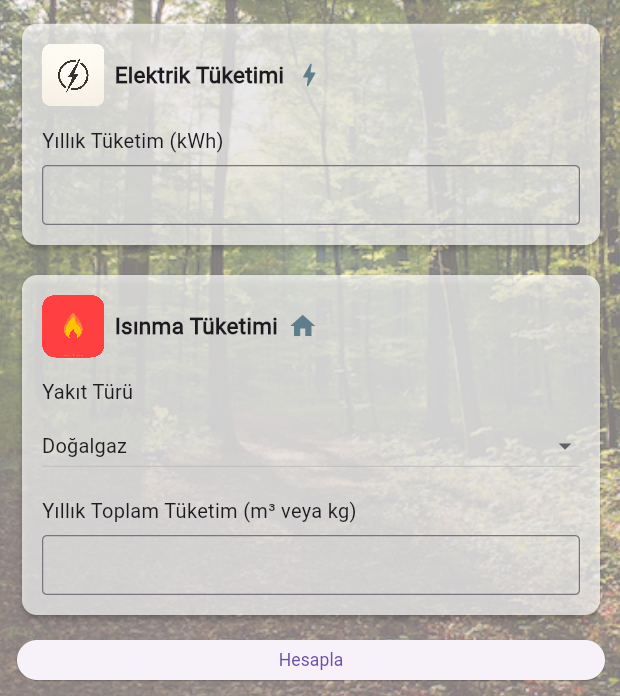 Elektrik Tüketimi
Yıllık Tüketim (kWh)
Isınma Tüketimi
Yakıt Türü
Doğalgaz
Yıllık Toplam Tüketim (m³ veya kg)
Hesapla